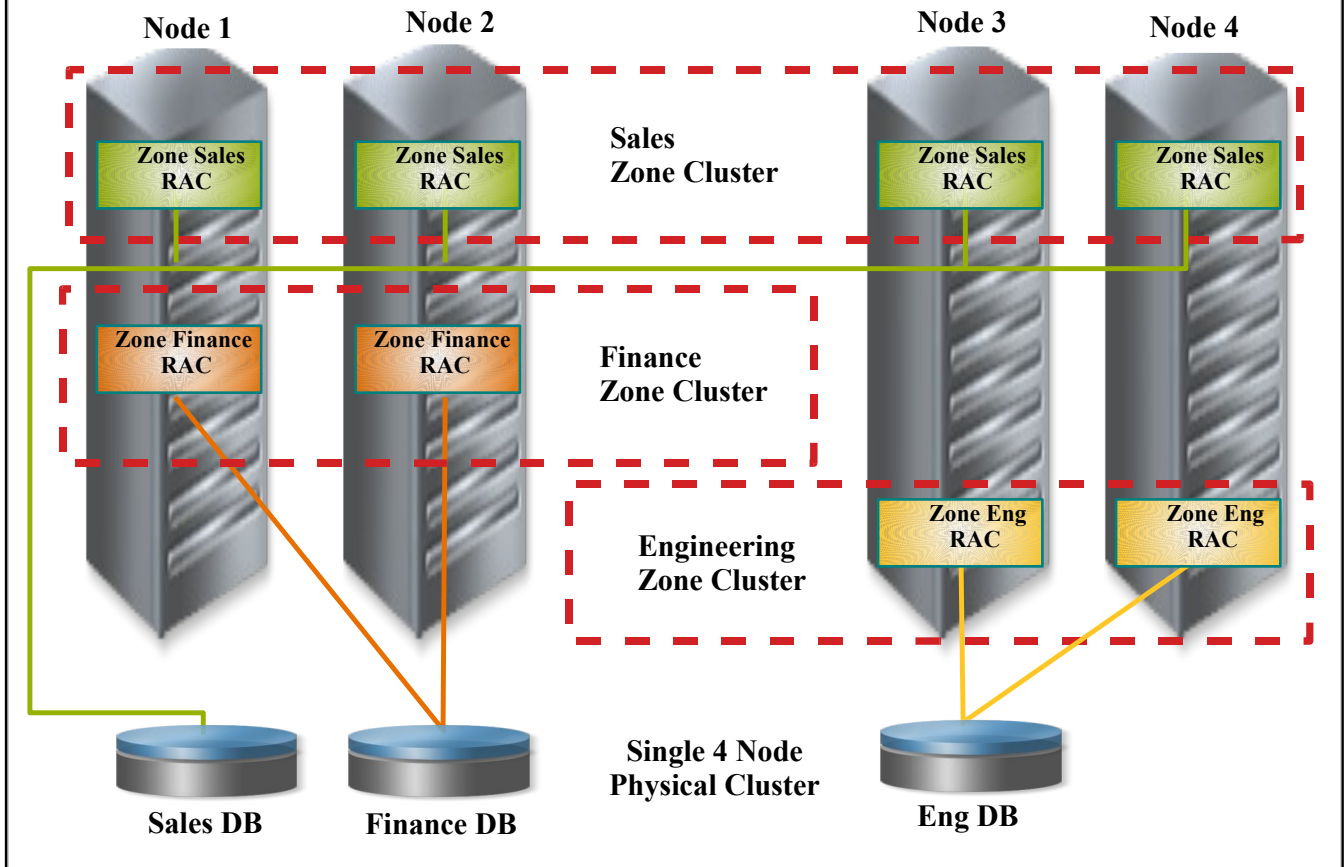 Node 1
Node 2
Node 3
Node 4
Zone Sales
RAC
Zone Sales
RAC
Sales
Zone Cluster
Zone Sales
RAC
Zone Sales
RAC
Zone Finance
RAC
Zone Finance
RAC
Finance
Zone Cluster
Engineering
Zone Cluster
Zone Eng
RAC
Zone Eng
RAC
Single 4 Node
Physical Cluster
Sales DB
Finance DB
Eng DB